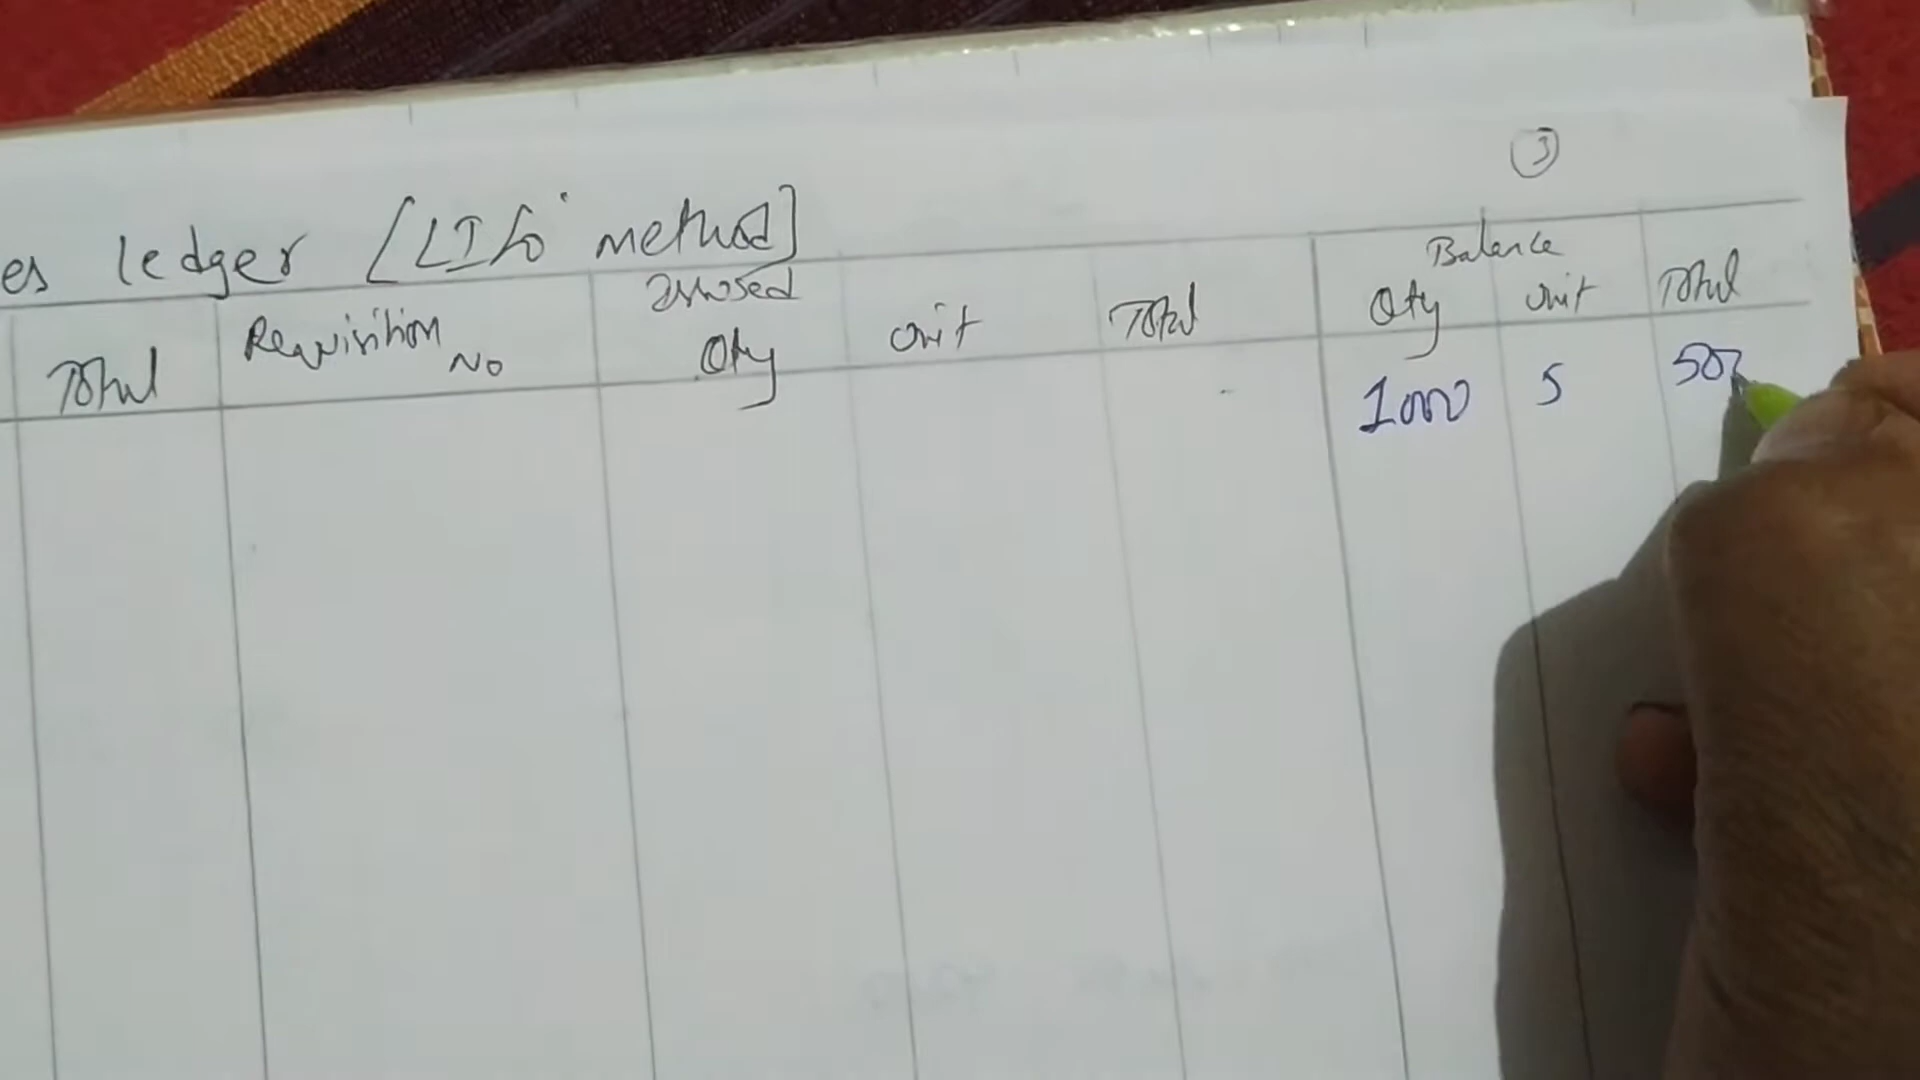 ③
es ledger [LIfo method]
Issued
Balance
Total Requisition No Qty unit Total Qty unit Total
1000 5 500